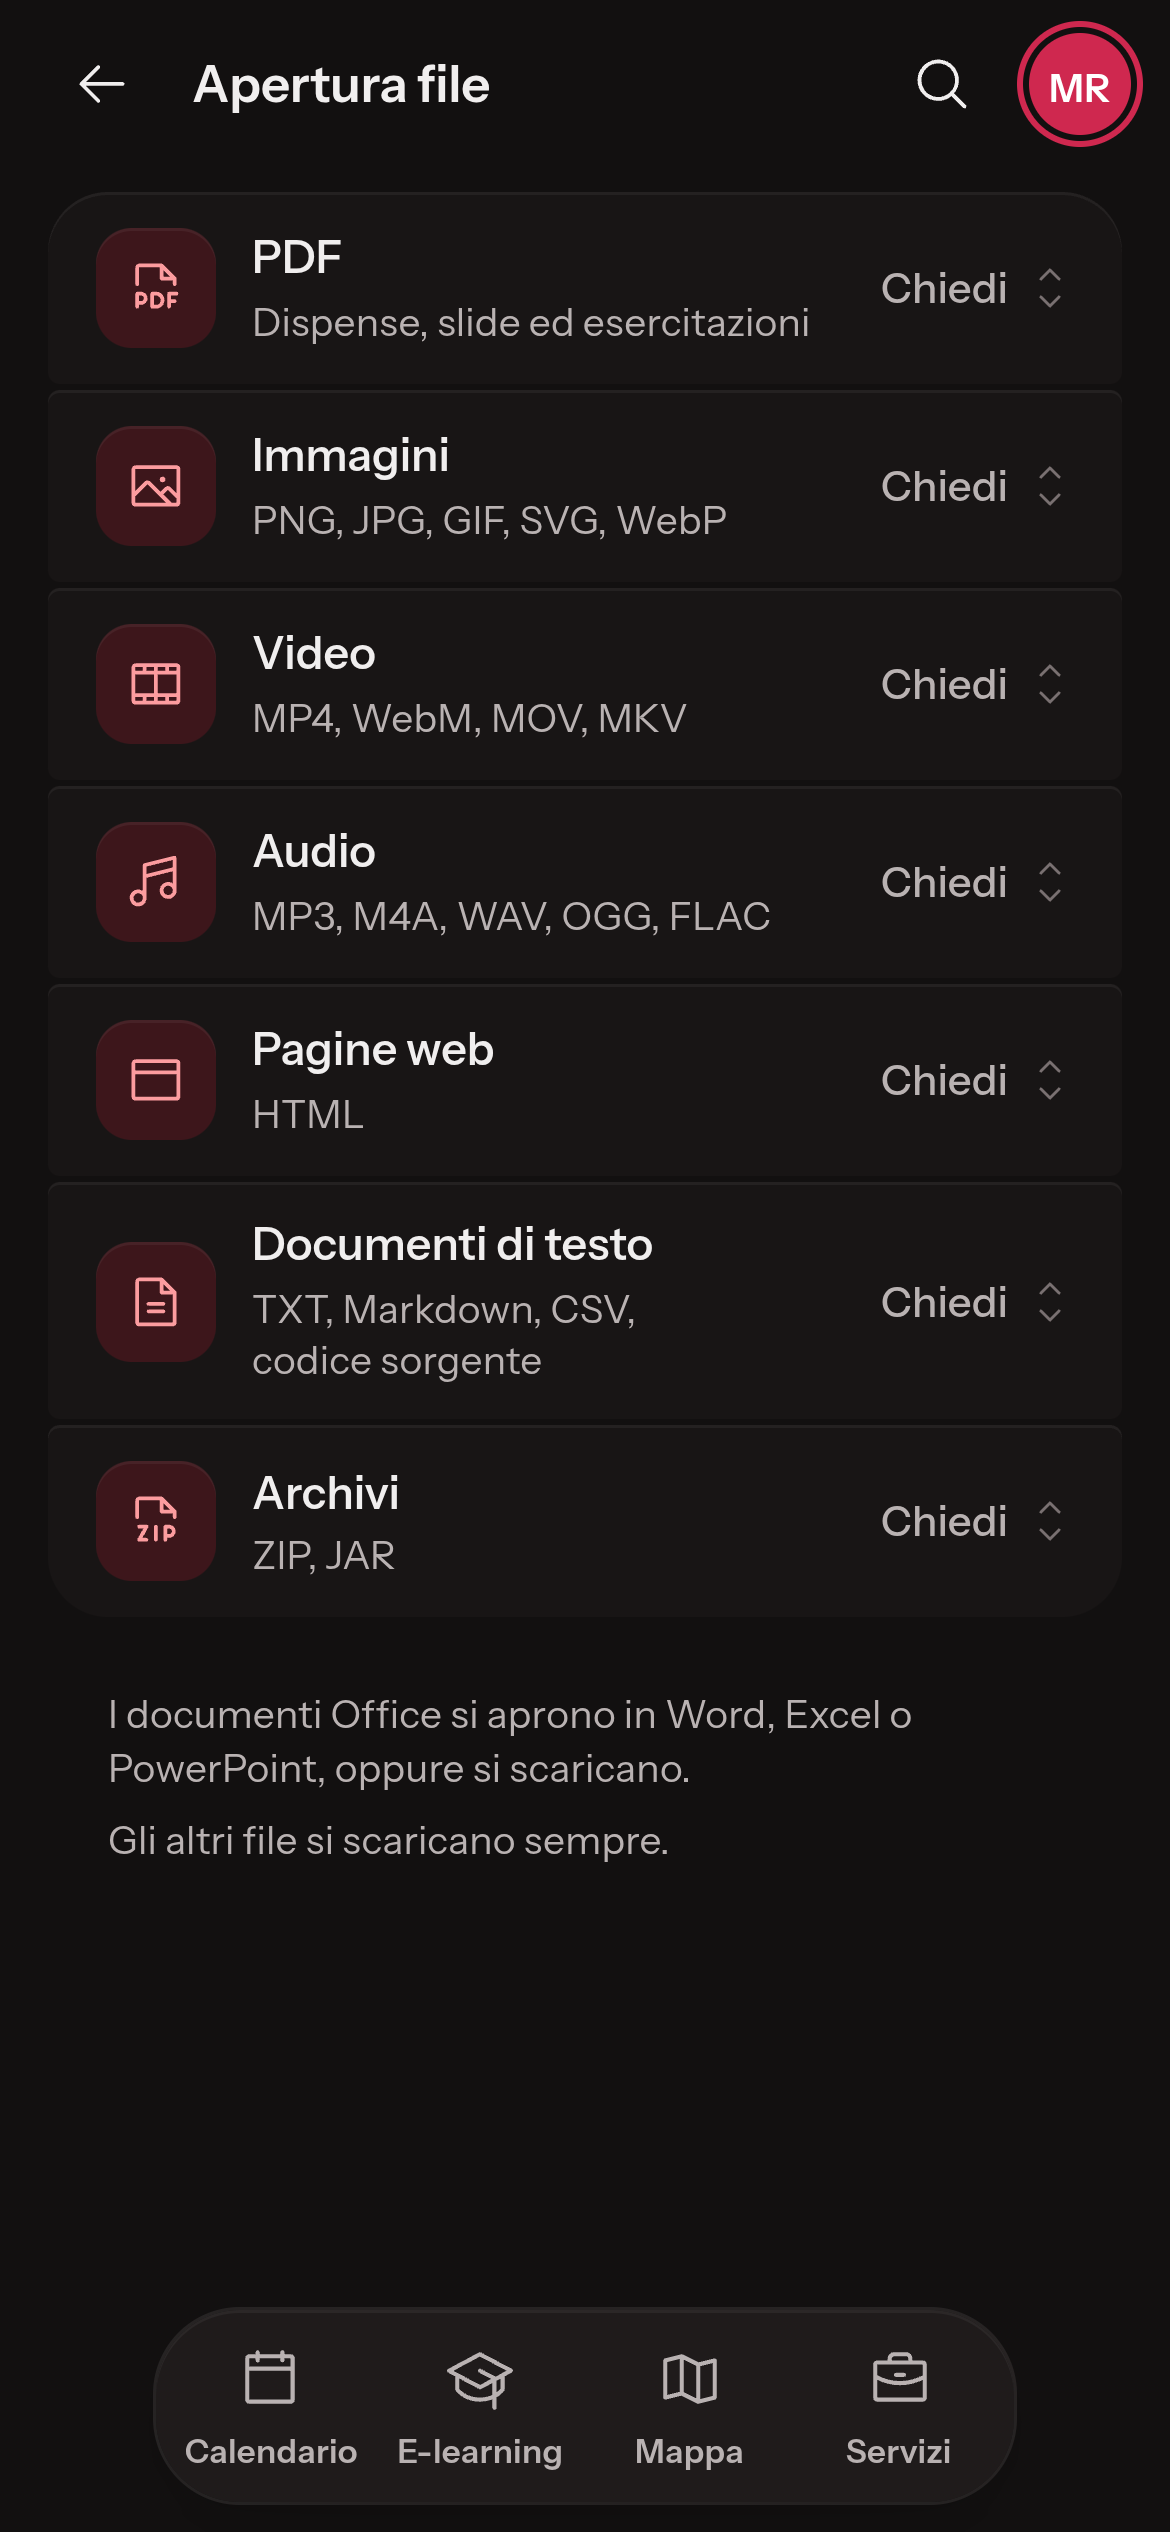 Apertura file
MR
PDF
Dispense, slide ed esercitazioni
Chiedi
Immagini
PNG, JPG, GIF, SVG, WebP
Chiedi
Video
MP4, WebM, MOV, MKV
Chiedi
Audio
MP3, M4A, WAV, OGG, FLAC
Chiedi
Pagine web
HTML
Chiedi
Documenti di testo
TXT, Markdown, CSV,
codice sorgente
Chiedi
Archivi
ZIP, JAR
Chiedi
PDF
ZIP
I documenti Office si aprono in Word, Excel o
PowerPoint, oppure si scaricano.
Gli altri file si scaricano sempre.
Calendario
E-learning
Mappa
Servizi